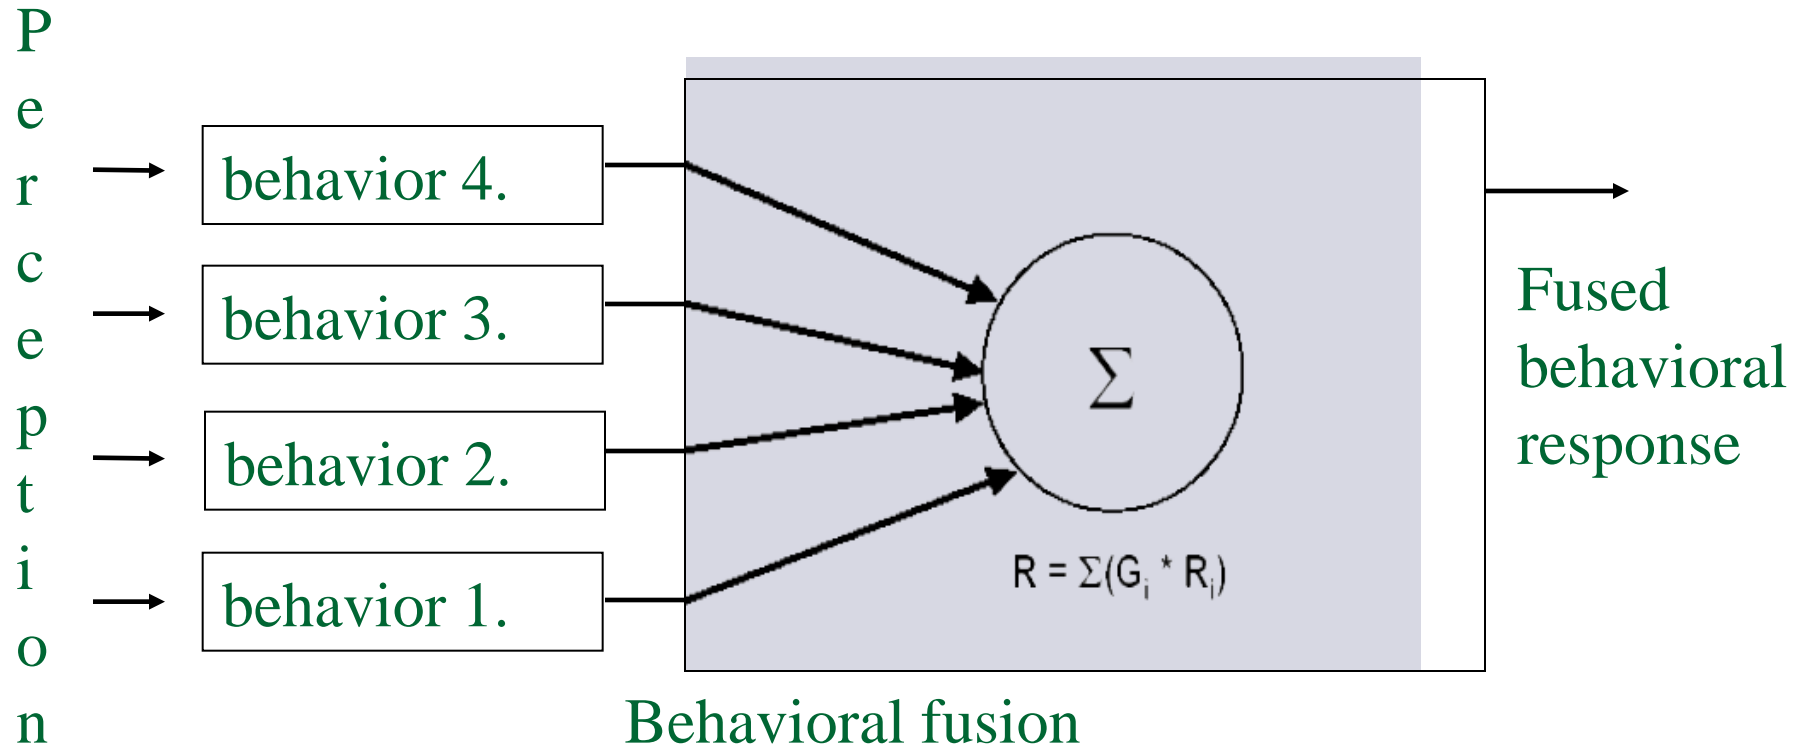 Perception
behavior 4.
behavior 3.
behavior 2.
behavior 1.
Σ
R = Σ(Gᵢ * Rᵢ)
Behavioral fusion
Fused
behavioral
response